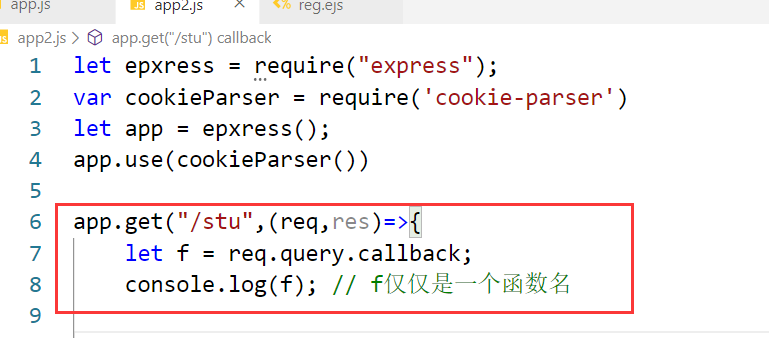 app.js
JS app2.js ×
reg.ejs
app2.js > app.get("/stu") callback
1 let epxress = require("express");
2 var cookieParser = require('cookie-parser')
3 let app = epxress();
4 app.use(cookieParser())
5
6 app.get("/stu",(req,res)=>{
7 let f = req.query.callback;
8 console.log(f); // f仅仅是一个函数名
9